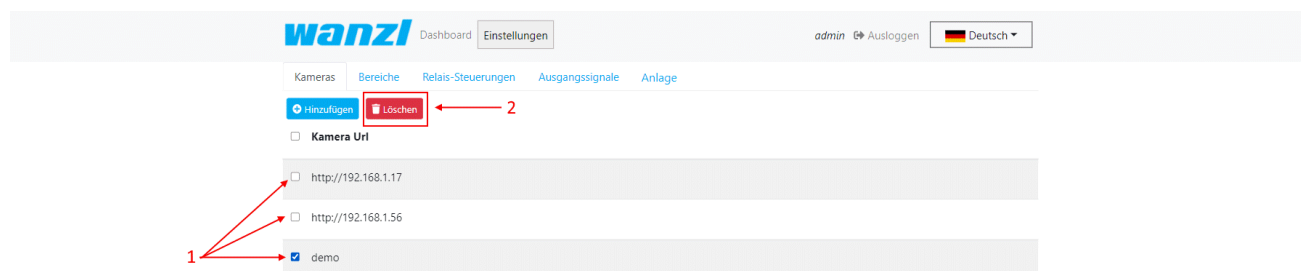 wanzl Dashboard Einstellungen admin Ausloggen Deutsch
Kameras Bereiche Relais-Steuerungen Ausgangssignale Anlage
Hinzufügen Löschen 2
Kamera Url
http://192.168.1.17
http://192.168.1.56
1 demo